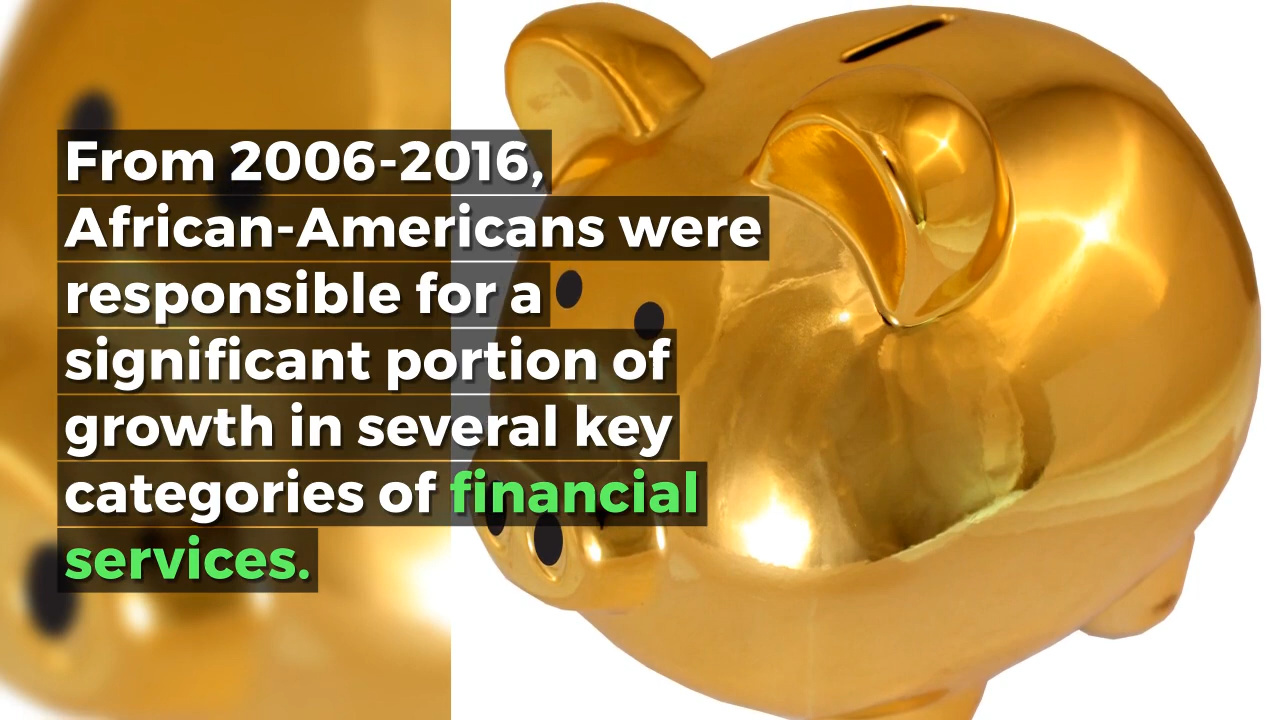 From 2006-2016,
African-Americans were
responsible for a
significant portion of
growth in several key
categories of financial
services.